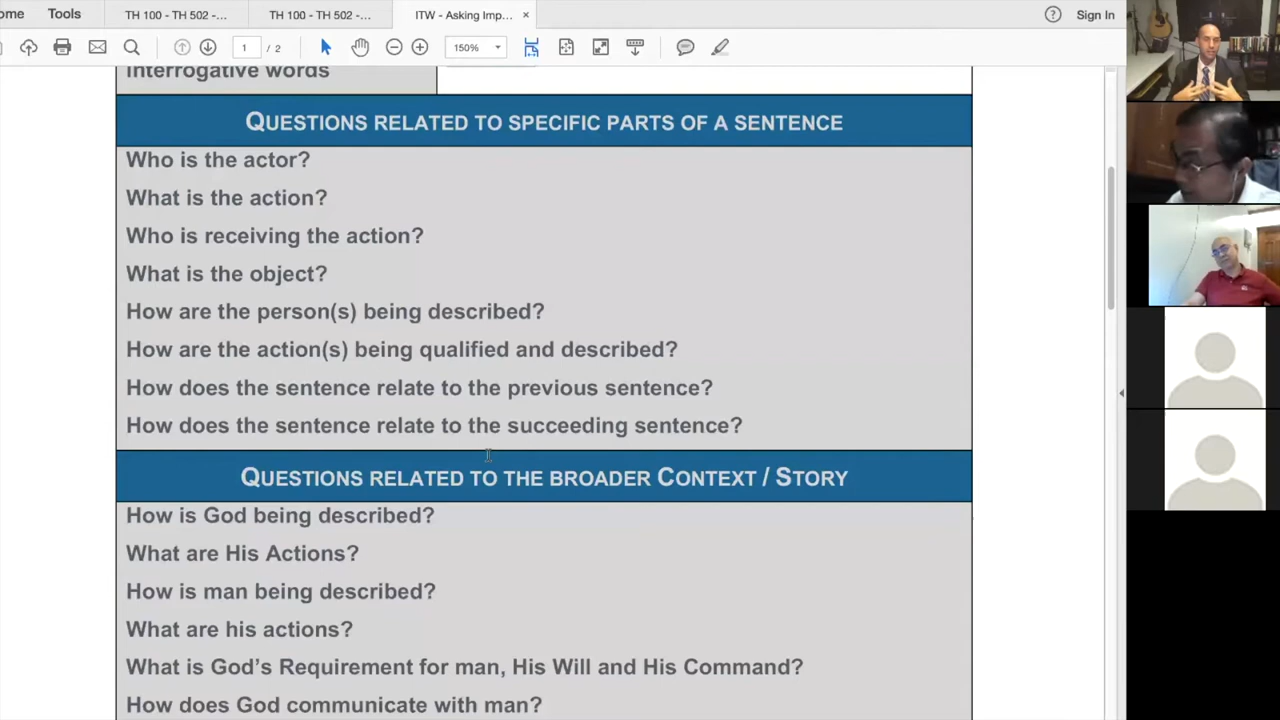 ome Tools TH 100 - TH 502 -... TH 100 - TH 502 -... ITW - Asking Imp... × ? Sign In
1 / 2 150%
Interrogative words
QUESTIONS RELATED TO SPECIFIC PARTS OF A SENTENCE
Who is the actor?
What is the action?
Who is receiving the action?
What is the object?
How are the person(s) being described?
How are the action(s) being qualified and described?
How does the sentence relate to the previous sentence?
How does the sentence relate to the succeeding sentence?
QUESTIONS RELATED TO THE BROADER CONTEXT / STORY
How is God being described?
What are His Actions?
How is man being described?
What are his actions?
What is God's Requirement for man, His Will and His Command?
How does God communicate with man?